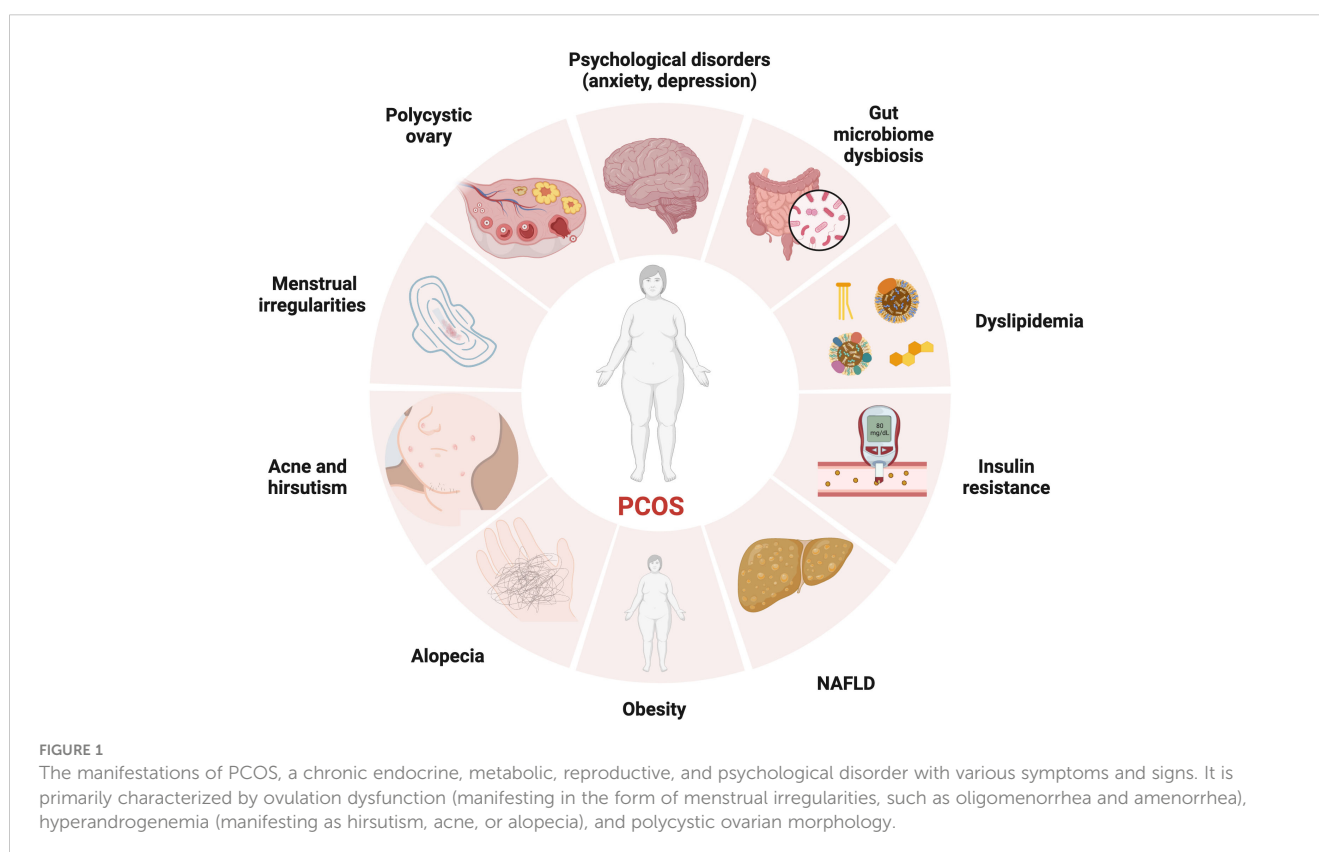 Psychological disorders
(anxiety, depression)
Polycystic
ovary
Gut
microbiome
dysbiosis
Menstrual
irregularities
Dyslipidemia
80
mg/dL
Acne and
hirsutism
Insulin
resistance
PCOS
Alopecia
NAFLD
Obesity
FIGURE 1
The manifestations of PCOS, a chronic endocrine, metabolic, reproductive, and psychological disorder with various symptoms and signs. It is
primarily characterized by ovulation dysfunction (manifesting in the form of menstrual irregularities, such as oligomenorrhea and amenorrhea),
hyperandrogenemia (manifesting as hirsutism, acne, or alopecia), and polycystic ovarian morphology.